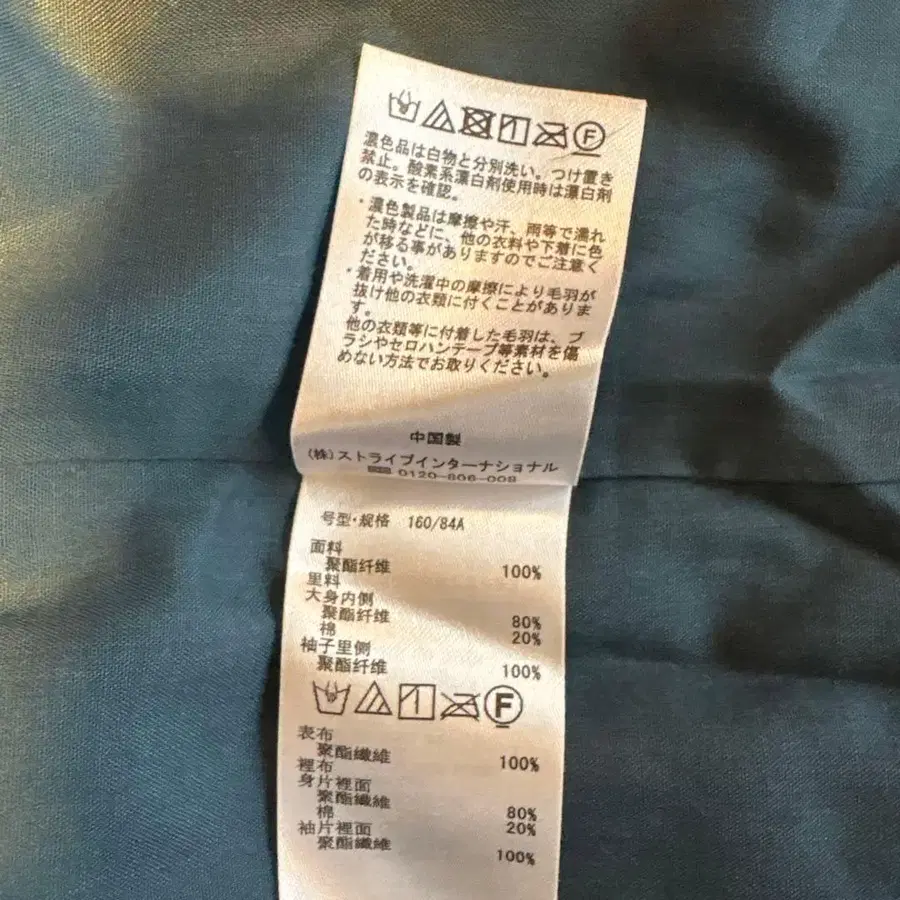 F
濃色品は白物と分別洗い。つけ置き
禁止。酸素系漂白剤使用時は漂白剤
の表示を確認。
・濃色製品は摩擦や汗、雨等で濡れ
た時などに、他の衣料や下着に色
が移る事がありますのでご注意く
ださい。
・着用や洗濯中の摩擦により毛羽が
抜け他の衣類に付くことがありま
す。
他の衣類等に付着した毛羽は、ブ
ラシやセロハンテープ等素材を傷
めない方法でお取りください。
中国製
(株)ストライプインターナショナル
0120-806-008
号型・规格 160/84A
面料
聚酯纤维 100%
里料
大身内侧
聚酯纤维 80%
棉 20%
袖子里侧
聚酯纤维 100%
F
表布
聚酯纖維 100%
裡布
身片裡面
聚酯纖維 80%
棉 20%
袖片裡面
聚酯纖維 100%